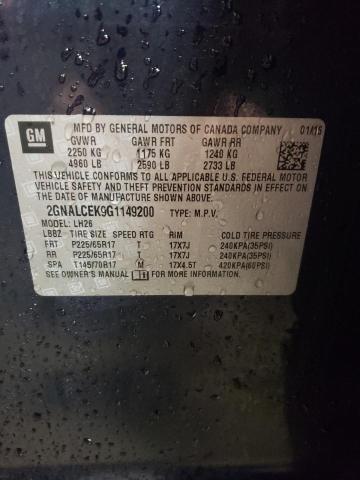 GM
MFD BY GENERAL MOTORS OF CANADA COMPANY
GVWR GAWR FRT GAWR RR
2250 KG 1175 KG 1240 KG
4960 LB 2590 LB 2733 LB
THIS VEHICLE CONFORMS TO ALL APPLICABLE U.S. FEDERAL MOTOR VEHICLE SAFETY AND THEFT PREVENTION STANDARDS IN EFFECT ON
THE DATE OF MANUFACTURE SHOWN ABOVE.
2GNALCEK9G1149200 TYPE: M.P.V.
MODEL: LH26
TIRE SIZE SPEED RTG RIM COLD TIRE PRESSURE
FRT P225/65R17 T 17X7J 240KPA(35PSI)
RR P225/65R17 T 17X7J 240KPA(35PSI)
SPA T145/70R17 M 17X4.5T 420KPA(60PSI)
SEE OWNER'S MANUAL FOR MORE INFORMATION.